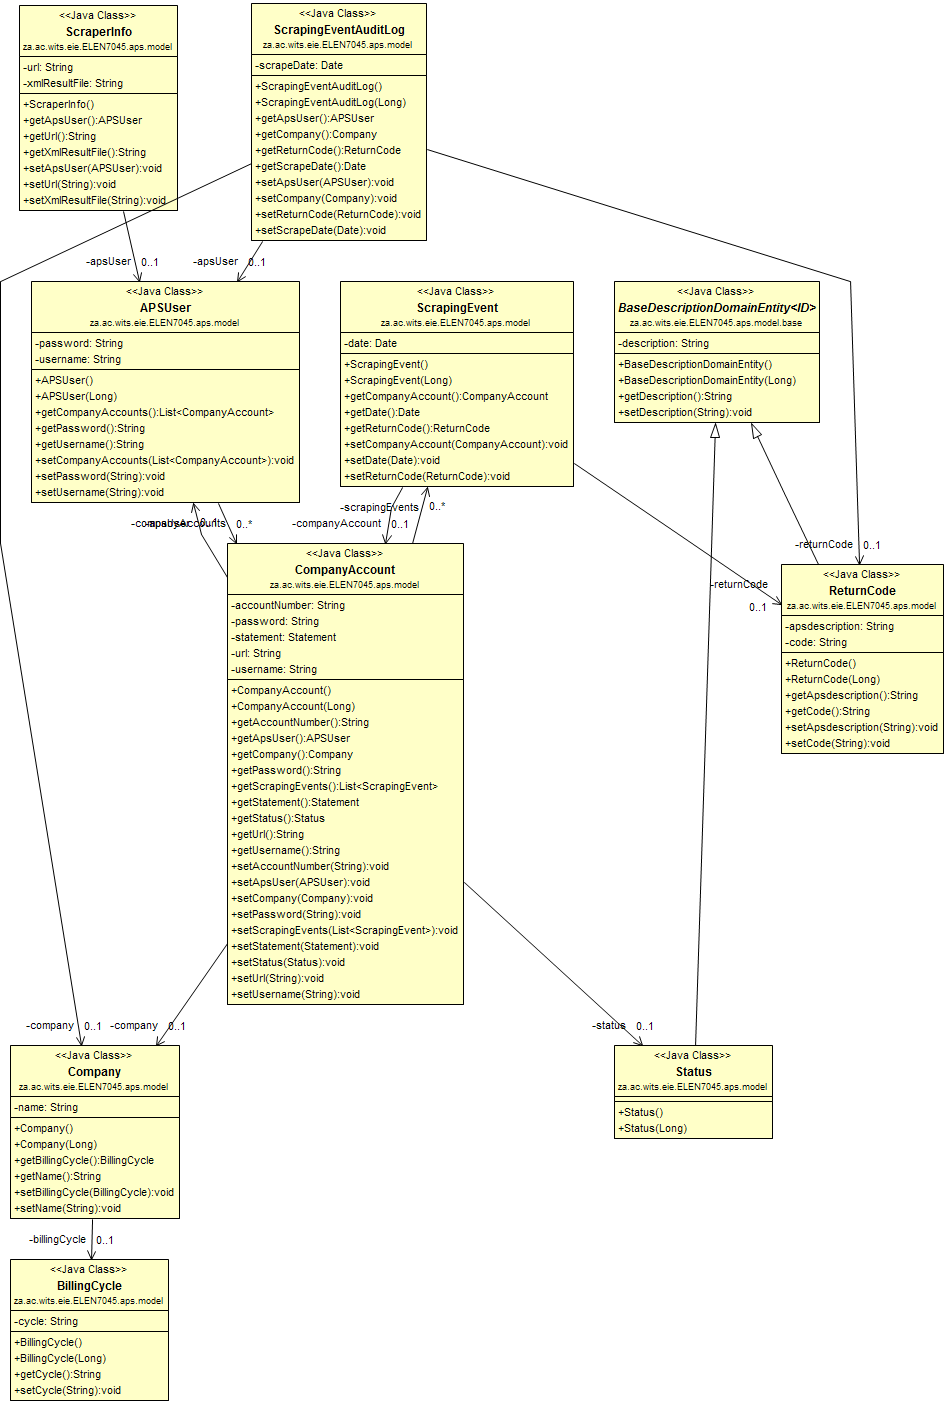 <<Java Class>>
ScraperInfo
za.ac.wits.eie.ELEN7045.aps.model
-url: String
-xmlResultFile: String
+ScraperInfo()
+getApsUser():APSUser
+getUrl():String
+getXmlResultFile():String
+setApsUser(APSUser):void
+setUrl(String):void
+setXmlResultFile(String):void
<<Java Class>>
ScrapingEventAuditLog
za.ac.wits.eie.ELEN7045.aps.model
-scrapeDate: Date
+ScrapingEventAuditLog()
+ScrapingEventAuditLog(Long)
+getApsUser():APSUser
+getCompany():Company
+getReturnCode():ReturnCode
+getScrapeDate():Date
+setApsUser(APSUser):void
+setCompany(Company):void
+setReturnCode(ReturnCode):void
+setScrapeDate(Date):void
-apsUser 0..1
-apsUser 0..1
<<Java Class>>
APSUser
za.ac.wits.eie.ELEN7045.aps.model
-password: String
-username: String
+APSUser()
+APSUser(Long)
+getCompanyAccounts():List<CompanyAccount>
+getPassword():String
+getUsername():String
+setCompanyAccounts(List<CompanyAccount>):void
+setPassword(String):void
+setUsername(String):void
<<Java Class>>
ScrapingEvent
za.ac.wits.eie.ELEN7045.aps.model
-date: Date
+ScrapingEvent()
+ScrapingEvent(Long)
+getCompanyAccount():CompanyAccount
+getDate():Date
+getReturnCode():ReturnCode
+setCompanyAccount(CompanyAccount):void
+setDate(Date):void
+setReturnCode(ReturnCode):void
<<Java Class>>
BaseDescriptionDomainEntity<ID>
za.ac.wits.eie.ELEN7045.aps.model.base
-description: String
+BaseDescriptionDomainEntity()
+BaseDescriptionDomainEntity(Long)
+getDescription():String
+setDescription(String):void
-scrapingEvents 0..*
-companyAccounts 0..*
-apsUser 0..1
-companyAccount 0..1
-returnCode 0..1
-returnCode
0..1
<<Java Class>>
CompanyAccount
za.ac.wits.eie.ELEN7045.aps.model
-accountNumber: String
-password: String
-statement: Statement
-url: String
-username: String
+CompanyAccount()
+CompanyAccount(Long)
+getAccountNumber():String
+getApsUser():APSUser
+getCompany():Company
+getPassword():String
+getScrapingEvents():List<ScrapingEvent>
+getStatement():Statement
+getStatus():Status
+getUrl():String
+getUsername():String
+setAccountNumber(String):void
+setApsUser(APSUser):void
+setCompany(Company):void
+setPassword(String):void
+setScrapingEvents(List<ScrapingEvent>):void
+setStatement(Statement):void
+setStatus(Status):void
+setUrl(String):void
+setUsername(String):void
<<Java Class>>
ReturnCode
za.ac.wits.eie.ELEN7045.aps.model
-apsdescription: String
-code: String
+ReturnCode()
+ReturnCode(Long)
+getApsdescription():String
+getCode():String
+setApsdescription(String):void
+setCode(String):void
-company 0..1
-company 0..1
-status 0..1
<<Java Class>>
Company
za.ac.wits.eie.ELEN7045.aps.model
-name: String
+Company()
+Company(Long)
+getBillingCycle():BillingCycle
+getName():String
+setBillingCycle(BillingCycle):void
+setName(String):void
<<Java Class>>
Status
za.ac.wits.eie.ELEN7045.aps.model
+Status()
+Status(Long)
-billingCycle 0..1
<<Java Class>>
BillingCycle
za.ac.wits.eie.ELEN7045.aps.model
-cycle: String
+BillingCycle()
+BillingCycle(Long)
+getCycle():String
+setCycle(String):void